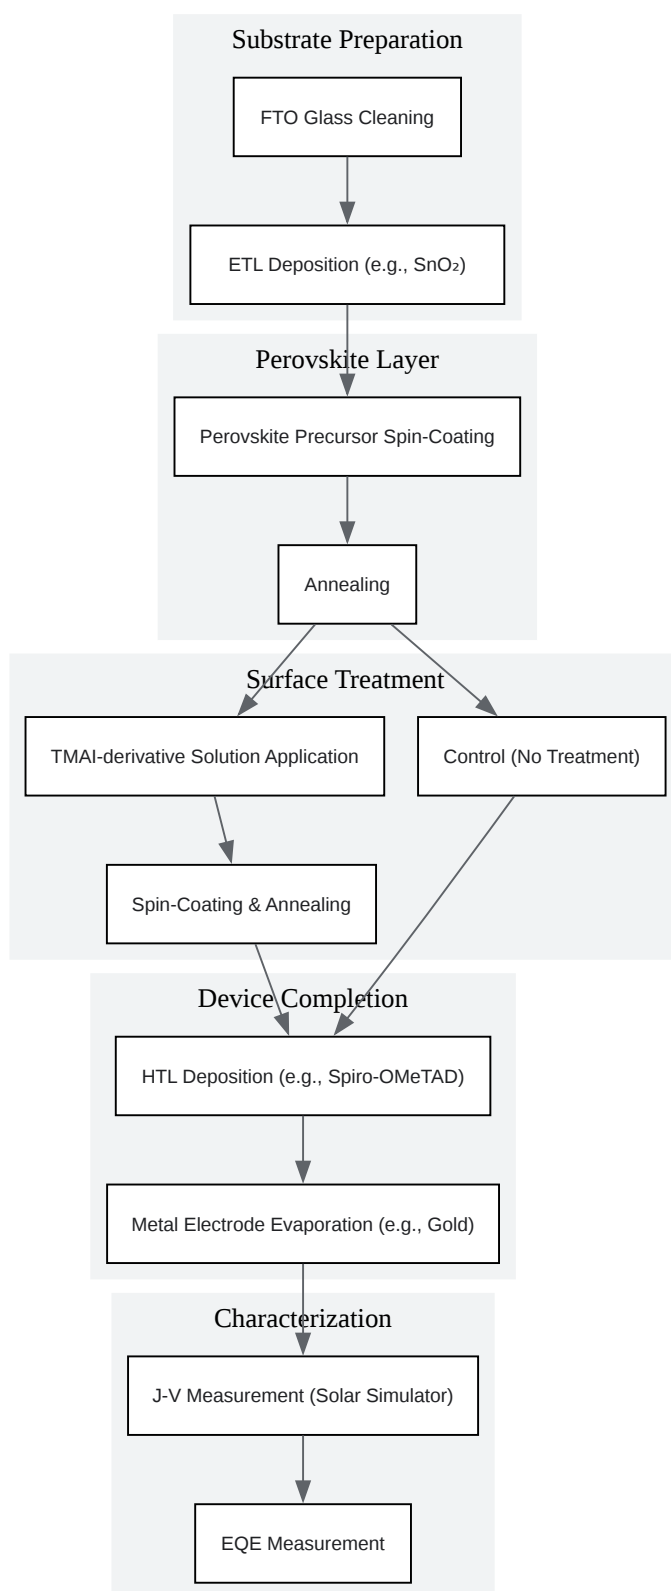 Substrate Preparation
FTO Glass Cleaning
ETL Deposition (e.g., SnO₂)
Perovskite Layer
Perovskite Precursor Spin-Coating
Annealing
Surface Treatment
TMAI-derivative Solution Application
Control (No Treatment)
Spin-Coating & Annealing
Device Completion
HTL Deposition (e.g., Spiro-OMeTAD)
Metal Electrode Evaporation (e.g., Gold)
Characterization
J-V Measurement (Solar Simulator)
EQE Measurement